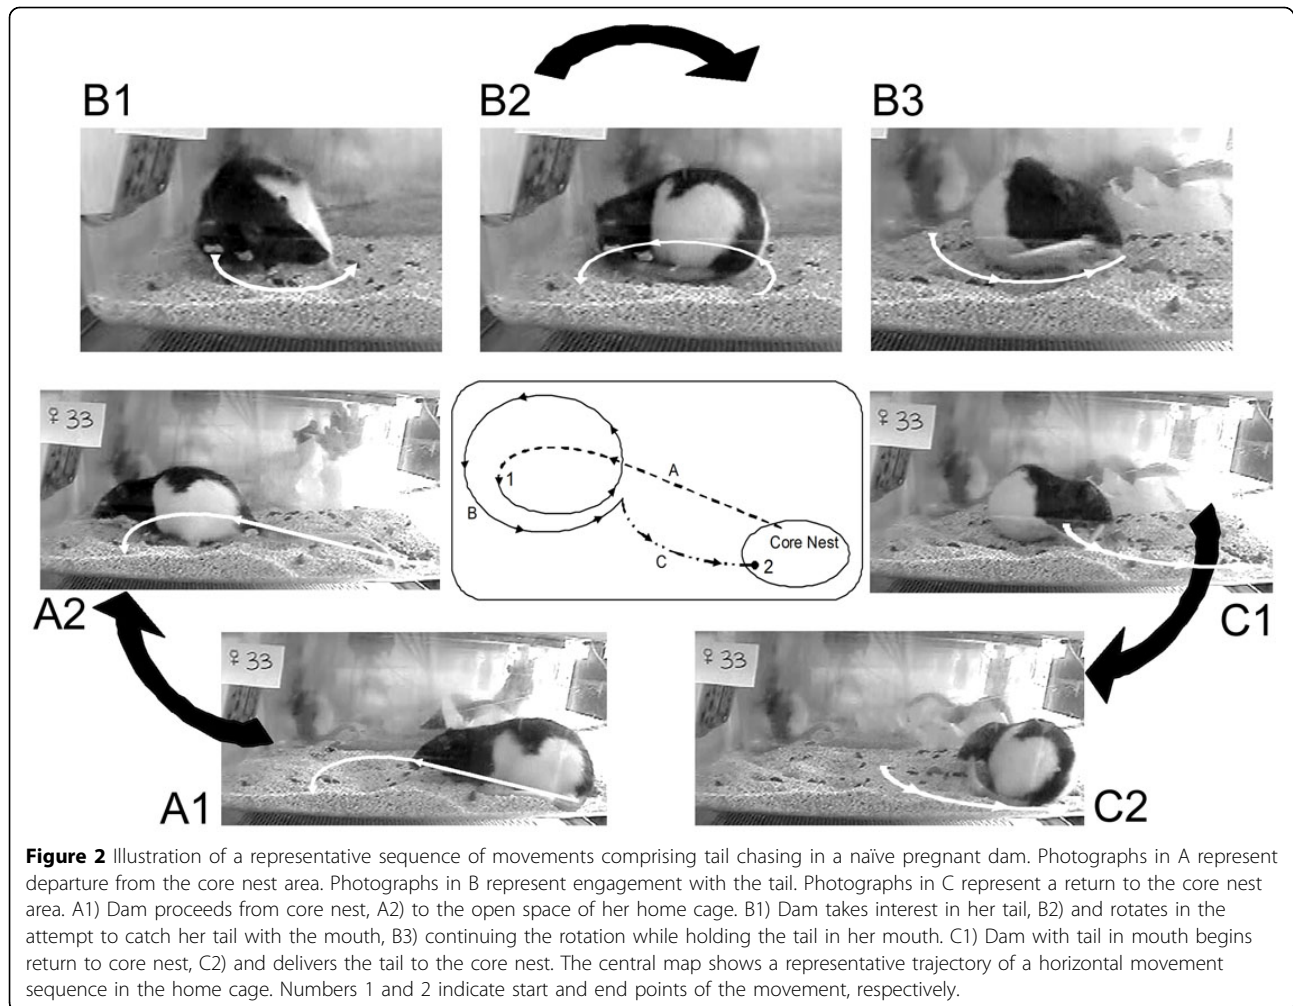 B1
B2
B3
♀ 33
♀ 33
A
1
B
Core Nest
C
2
A2
C1
♀ 33
♀ 33
A1
C2
Figure 2 Illustration of a representative sequence of movements comprising tail chasing in a naïve pregnant dam. Photographs in A represent
departure from the core nest area. Photographs in B represent engagement with the tail. Photographs in C represent a return to the core nest
area. A1) Dam proceeds from core nest, A2) to the open space of her home cage. B1) Dam takes interest in her tail, B2) and rotates in the
attempt to catch her tail with the mouth, B3) continuing the rotation while holding the tail in her mouth. C1) Dam with tail in mouth begins
return to core nest, C2) and delivers the tail to the core nest. The central map shows a representative trajectory of a horizontal movement
sequence in the home cage. Numbers 1 and 2 indicate start and end points of the movement, respectively.